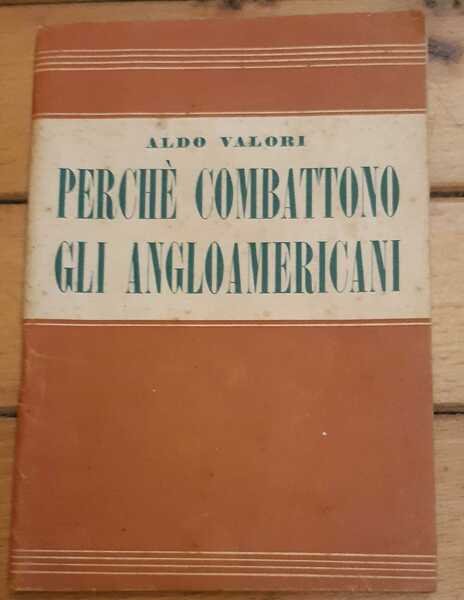 ALDO VALORI
PERCHÈ COMBATTONO
GLI ANGLOAMERICANI